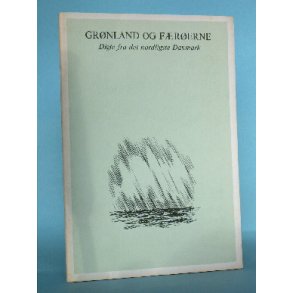 GRØNLAND OG FÆRØERNE
Digte fra det nordligste Danmark